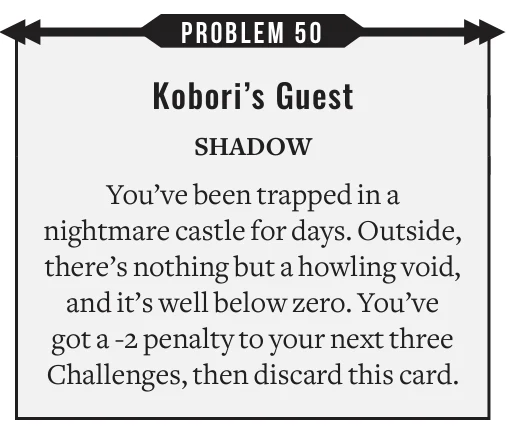 PROBLEM 50
Kobori’s Guest
SHADOW
You’ve been trapped in a
nightmare castle for days. Outside,
there’s nothing but a howling void,
and it’s well below zero. You’ve
got a -2 penalty to your next three
Challenges, then discard this card.